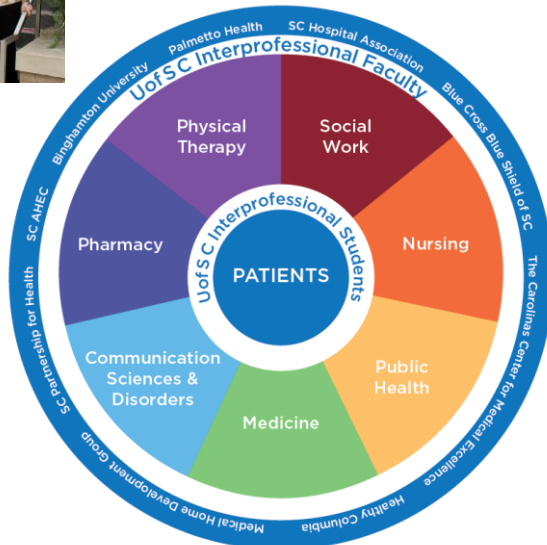 SC Partnership for Health
SC AHEC
Binghamton University
Palmetto Health
SC Hospital Association
Blue Cross Blue Shield of SC
The Carolinas Center for Medical Excellence
Healthy Columbia
Medical Home Development Group
UofSC Interprofessional Faculty
Physical
Therapy
Social
Work
Pharmacy
Nursing
Communication
Sciences &
Disorders
Public
Health
Medicine
UofSC Interprofessional Students
PATIENTS